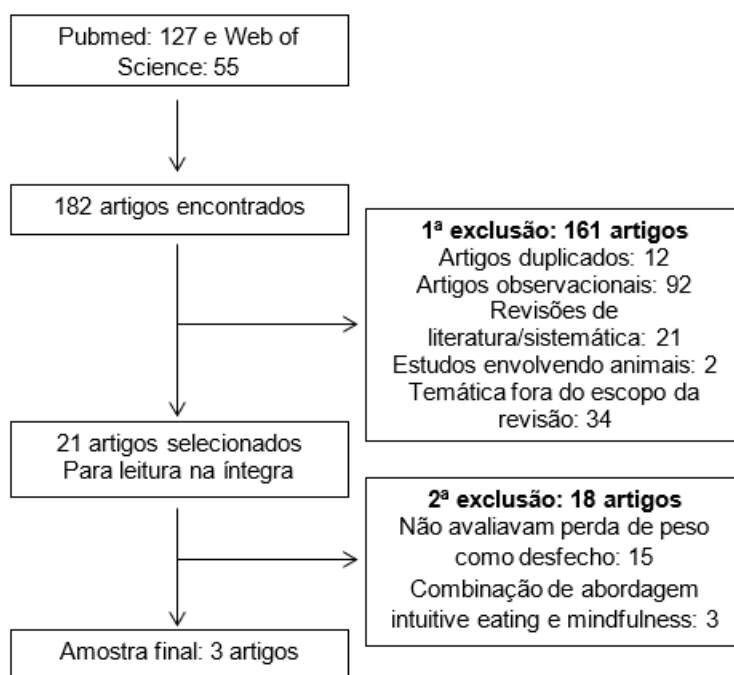 Pubmed: 127 e Web of
Science: 55
182 artigos encontrados
1ª exclusão: 161 artigos
Artigos duplicados: 12
Artigos observacionais: 92
Revisões de
literatura/sistemática: 21
Estudos envolvendo animais: 2
Temática fora do escopo da
revisão: 34
21 artigos selecionados
Para leitura na íntegra
2ª exclusão: 18 artigos
Não avaliavam perda de peso
como desfecho: 15
Combinação de abordagem
intuitive eating e mindfulness: 3
Amostra final: 3 artigos